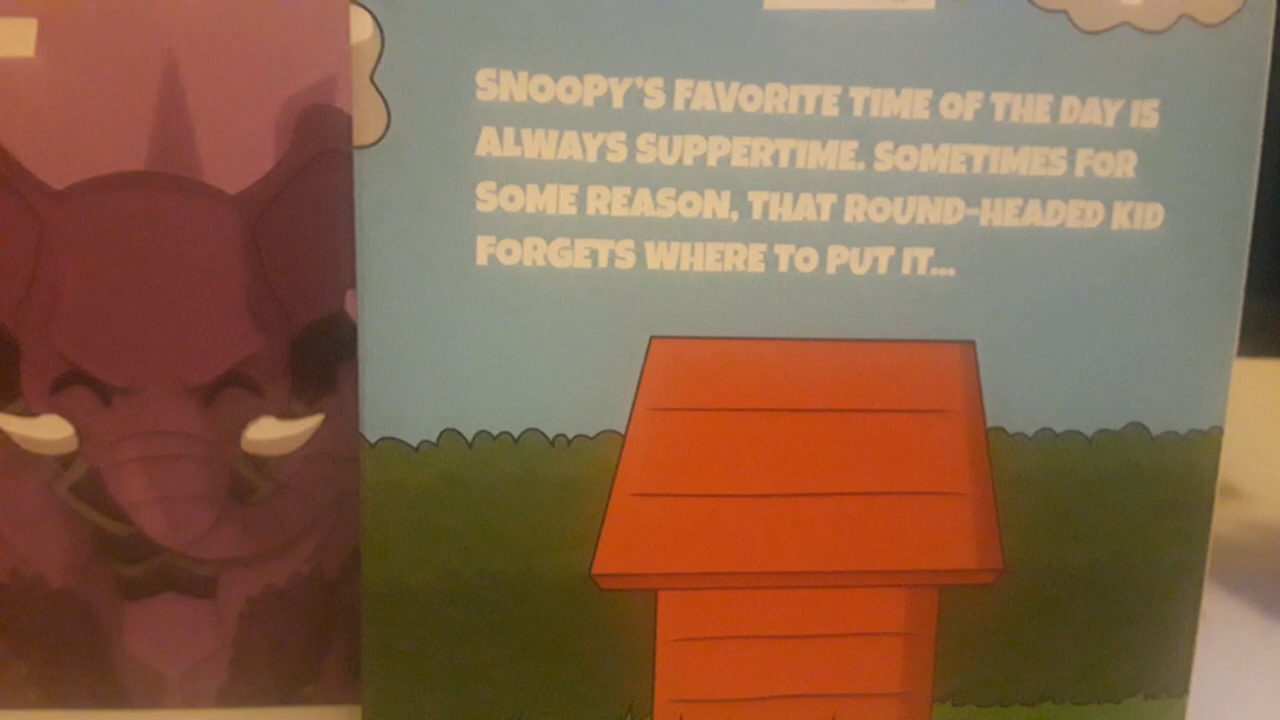 SNOOPY'S FAVORITE TIME OF THE DAY IS
ALWAYS SUPPERTIME. SOMETIMES FOR
SOME REASON, THAT ROUND-HEADED KID
FORGETS WHERE TO PUT IT...